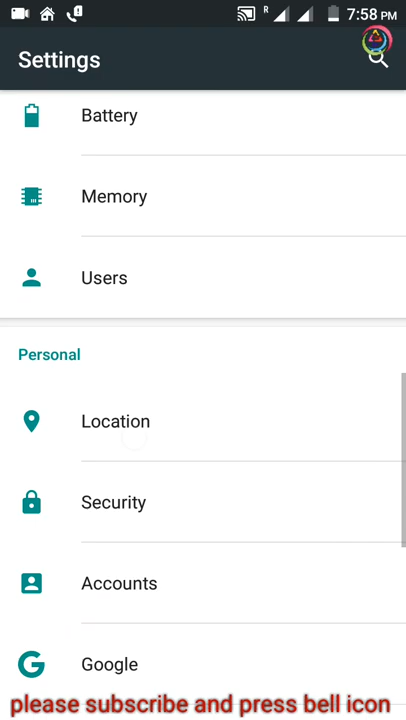 R
7:58 PM
Settings
Battery
Memory
Users
Personal
Location
Security
Accounts
Google
please subscribe and press bell icon